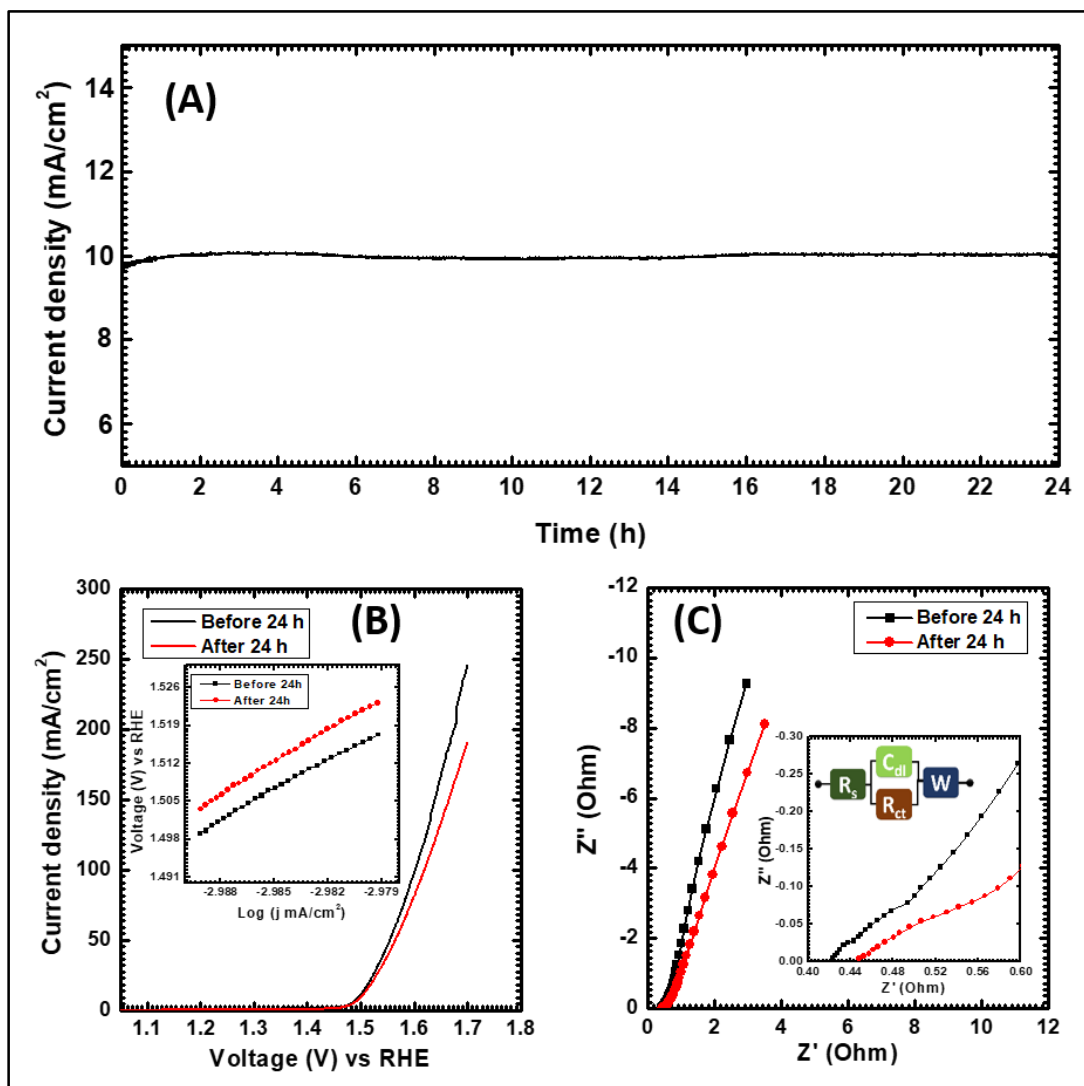 (A)
Current density (mA/cm²)
14
12
10
8
6
0 2 4 6 8 10 12 14 16 18 20 22 24
Time (h)
(B)
Before 24 h
After 24 h
Current density (mA/cm²)
300
250
200
150
100
50
0
1.1 1.2 1.3 1.4 1.5 1.6 1.7 1.8
Voltage (V) vs RHE
Before 24h
After 24h
Voltage (V) vs RHE
1.526
1.519
1.512
1.505
1.498
1.491
-2.988 -2.985 -2.982 -2.979
Log (j mA/cm²)
(C)
Before 24 h
After 24 h
Z'' (Ohm)
-12
-10
-8
-6
-4
-2
0
0 2 4 6 8 10 12
Z' (Ohm)
Z'' (Ohm)
-0.30
-0.25
-0.20
-0.15
-0.10
-0.05
0.00
0.40 0.44 0.48 0.52 0.56 0.60
Z' (Ohm)
Rs
Cdl
Rct
W